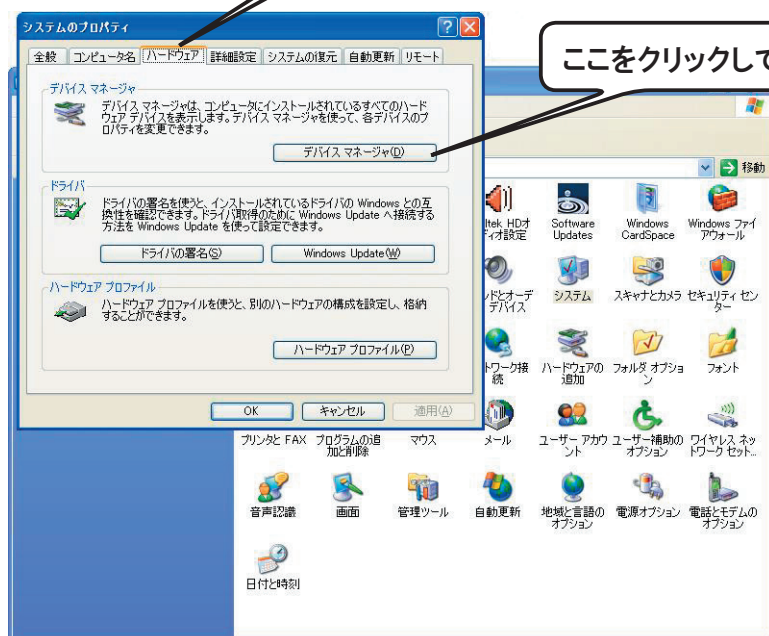 システムのプロパティ
全般 コンピュータ名 ハードウェア 詳細設定 システムの復元 自動更新 リモート
ここをクリックして
デバイス マネージャ
デバイス マネージャは、コンピュータにインストールされているすべてのハード
ウェア デバイスを表示します。デバイス マネージャを使って、各デバイスのプ
ロパティを変更できます。
デバイス マネージャ(D)
ドライバ
ドライバの署名を使うと、インストールされているドライバの Windows との互
換性を確認できます。ドライバ取得のために Windows Update へ接続する
方法を Windows Update を使って設定できます。
ドライバの署名(S) Windows Update(W)
ハードウェア プロファイル
ハードウェア プロファイルを使うと、別のハードウェアの構成を設定し、格納
することができます。
ハードウェア プロファイル(P)
OK キャンセル 適用(A)
移動
ltek HDオ
ディオ設定
Software
Updates
Windows
CardSpace
Windows ファイ
アウォール
ンドとオーデ
デバイス
システム
スキャナとカメラ
セキュリティ セン
ター
トワーク接
続
ハードウェアの
追加
フォルダ オプショ
ン
フォント
プリンタと FAX
プログラムの追
加と削除
マウス
メール
ユーザー アカウ
ント
ユーザー補助の
オプション
ワイヤレス ネッ
トワーク セット...
音声認識
画面
管理ツール
自動更新
地域と言語の
オプション
電源オプション
電話とモデムの
オプション
日付と時刻